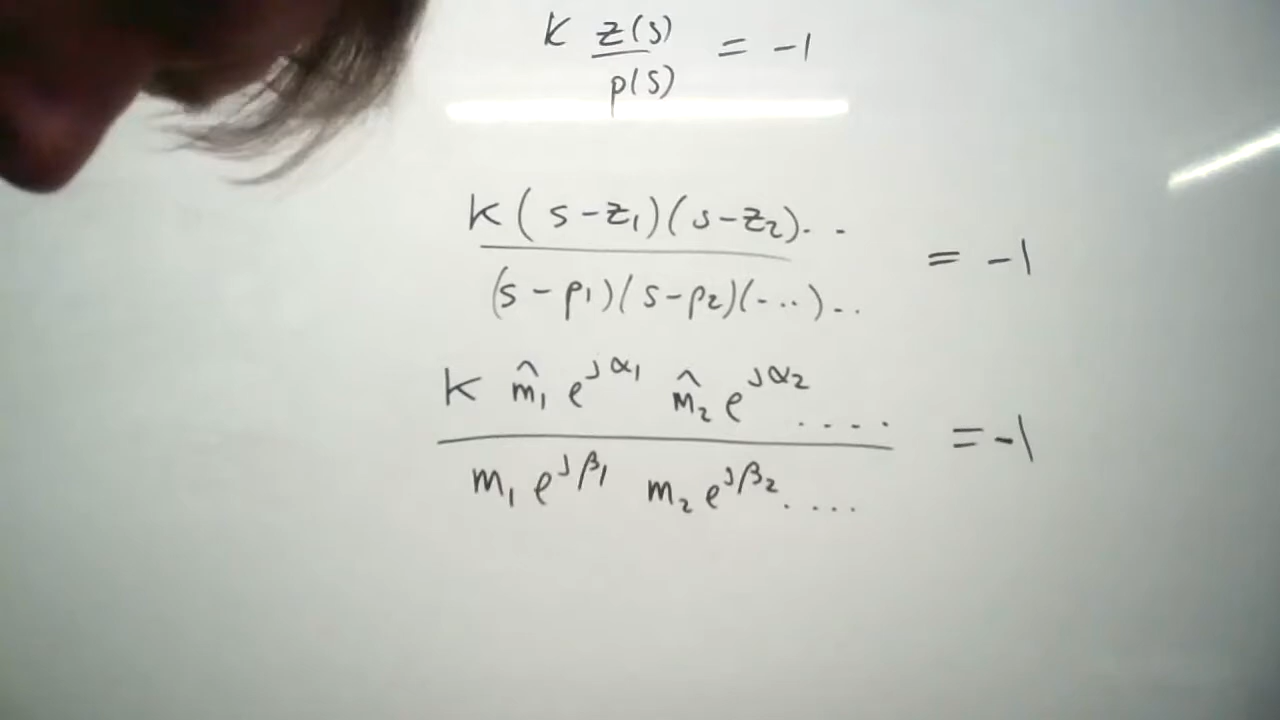 K z(s)/p(s) = -1
K(s-z₁)(s-z₂)... / (s-p₁)(s-p₂)(...)... = -1
K m̂₁ e^{jα₁} m̂₂ e^{jα₂} .... / m₁ e^{jβ₁} m₂ e^{jβ₂} .... = -1